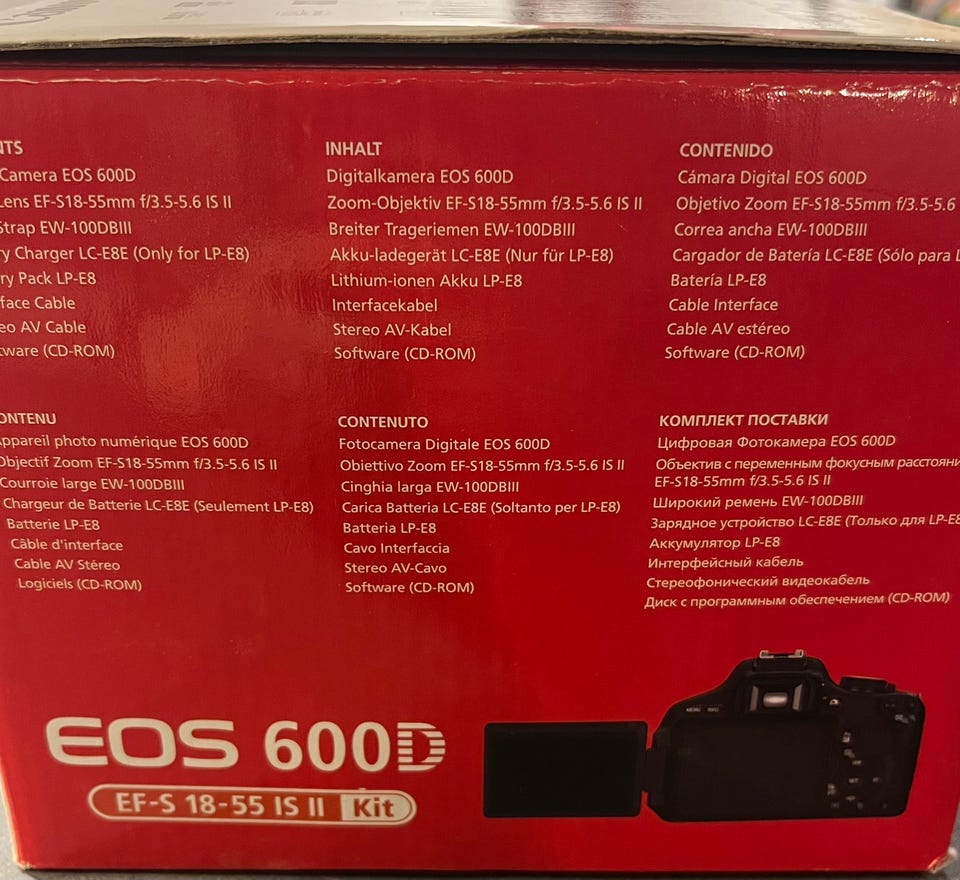 NTS
Camera EOS 600D
Lens EF-S18-55mm f/3.5-5.6 IS II
Strap EW-100DBIII
ry Charger LC-E8E (Only for LP-E8)
ry Pack LP-E8
face Cable
eo AV Cable
tware (CD-ROM)
INHALT
Digitalkamera EOS 600D
Zoom-Objektiv EF-S18-55mm f/3.5-5.6 IS II
Breiter Trageriemen EW-100DBIII
Akku-ladegerät LC-E8E (Nur für LP-E8)
Lithium-ionen Akku LP-E8
Interfacekabel
Stereo AV-Kabel
Software (CD-ROM)
CONTENIDO
Cámara Digital EOS 600D
Objetivo Zoom EF-S18-55mm f/3.5-5.6
Correa ancha EW-100DBIII
Cargador de Batería LC-E8E (Sólo para L
Batería LP-E8
Cable Interface
Cable AV estéreo
Software (CD-ROM)
ONTENU
Appareil photo numérique EOS 600D
Objectif Zoom EF-S18-55mm f/3.5-5.6 IS II
Courroie large EW-100DBIII
Chargeur de Batterie LC-E8E (Seulement LP-E8)
Batterie LP-E8
Câble d'interface
Cable AV Stéreo
Logiciels (CD-ROM)
CONTENUTO
Fotocamera Digitale EOS 600D
Obiettivo Zoom EF-S18-55mm f/3.5-5.6 IS II
Cinghia larga EW-100DBIII
Carica Batteria LC-E8E (Soltanto per LP-E8)
Batteria LP-E8
Cavo Interfaccia
Stereo AV-Cavo
Software (CD-ROM)
КОМПЛЕКТ ПОСТАВКИ
Цифровая Фотокамера EOS 600D
Объектив с переменным фокусным расстояни
EF-S18-55mm f/3.5-5.6 IS II
Широкий ремень EW-100DBIII
Зарядное устройство LC-E8E (Только для LP-E8
Аккумулятор LP-E8
Интерфейсный кабель
Стереофонический видеокабель
Диск с программным обеспечением (CD-ROM)
EOS 600D
EF-S 18-55 IS II Kit